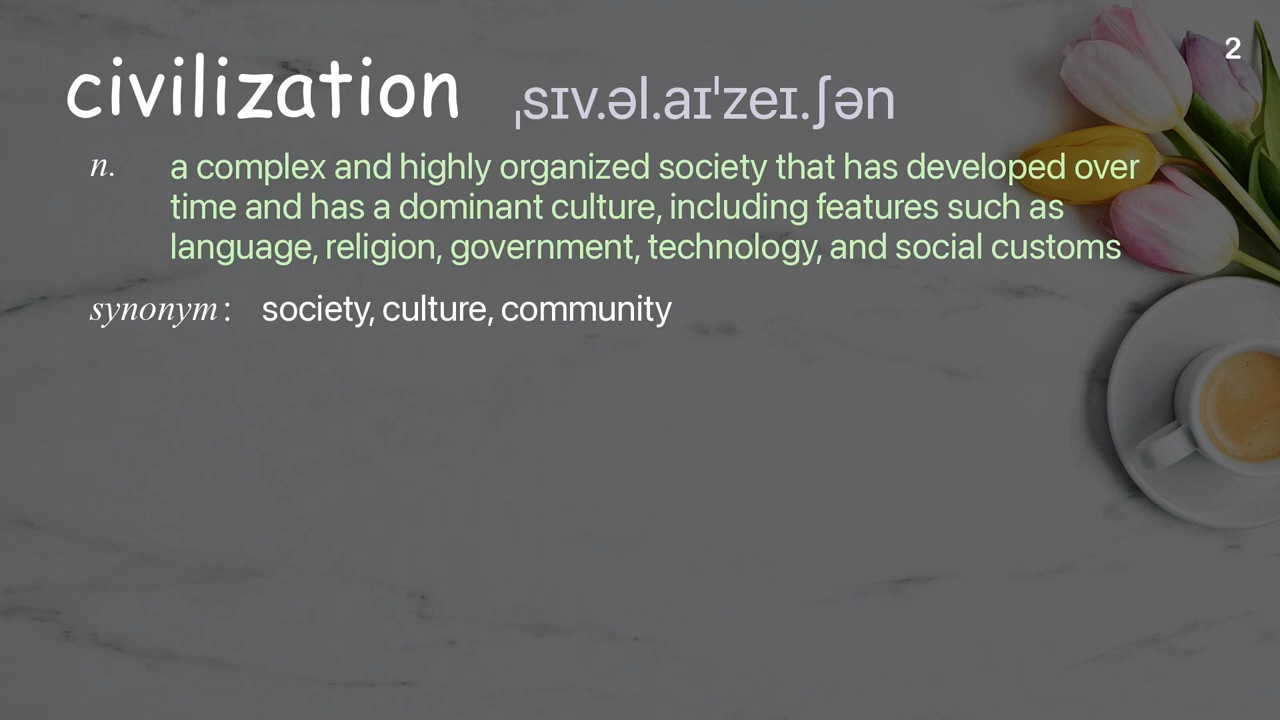 2
civilization ˌsɪv.əl.aɪˈzeɪ.ʃən
n. a complex and highly organized society that has developed over
time and has a dominant culture, including features such as
language, religion, government, technology, and social customs
synonym: society, culture, community